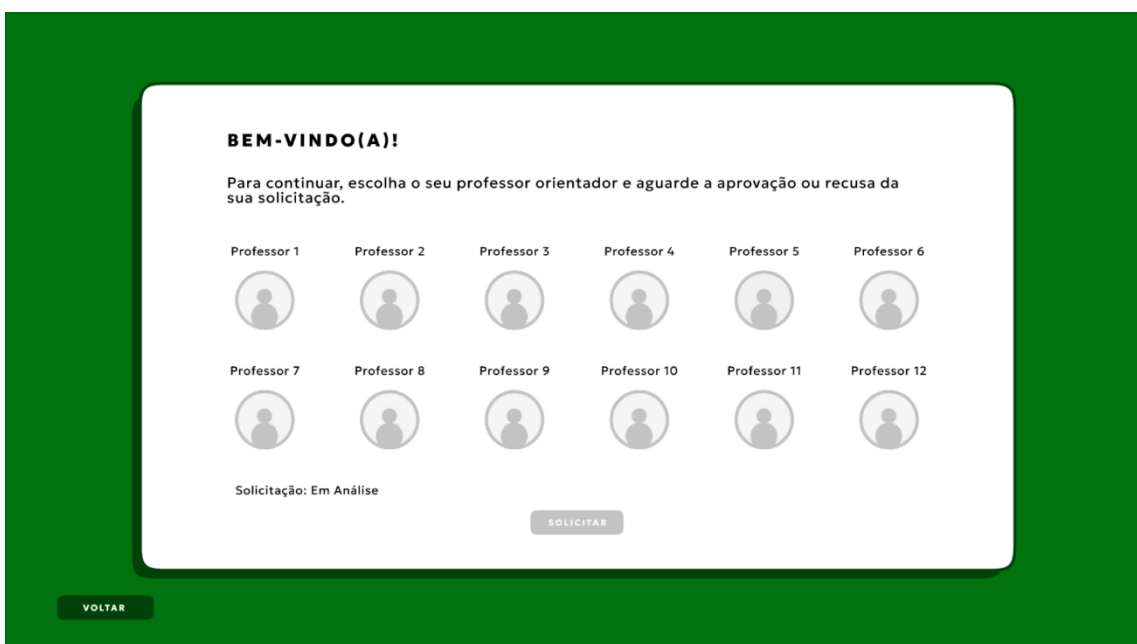 BEM-VINDO(A)!
Para continuar, escolha o seu professor orientador e aguarde a aprovação ou recusa da
sua solicitação.
Professor 1 Professor 2 Professor 3 Professor 4 Professor 5 Professor 6
Professor 7 Professor 8 Professor 9 Professor 10 Professor 11 Professor 12
Solicitação: Em Análise
SOLICITAR
VOLTAR